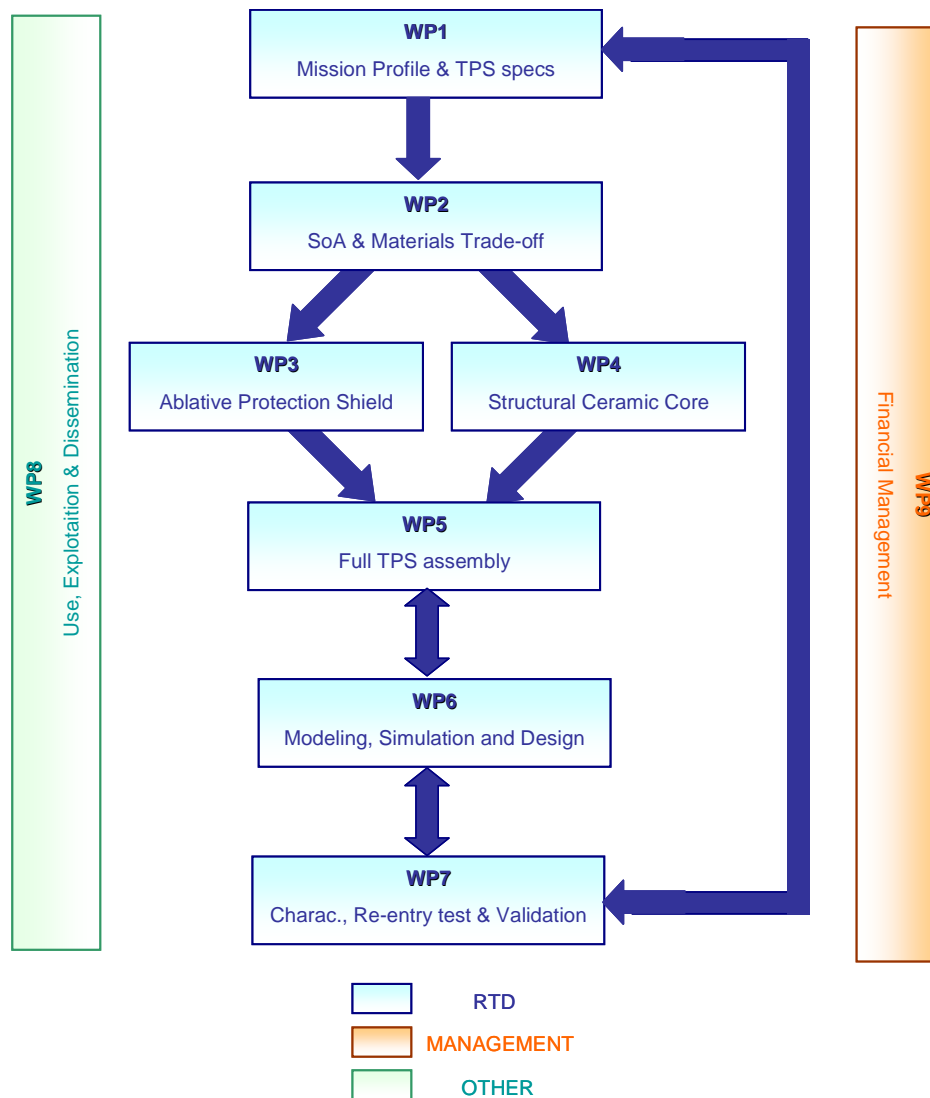 WP1
Mission Profile & TPS specs
WP2
SoA & Materials Trade-off
WP3
Ablative Protection Shield
WP4
Structural Ceramic Core
WP5
Full TPS assembly
WP6
Modeling, Simulation and Design
WP7
Charac., Re-entry test & Validation
WP8
Use, Explotaition & Dissemination
WP9
Financial Management
RTD
MANAGEMENT
OTHER